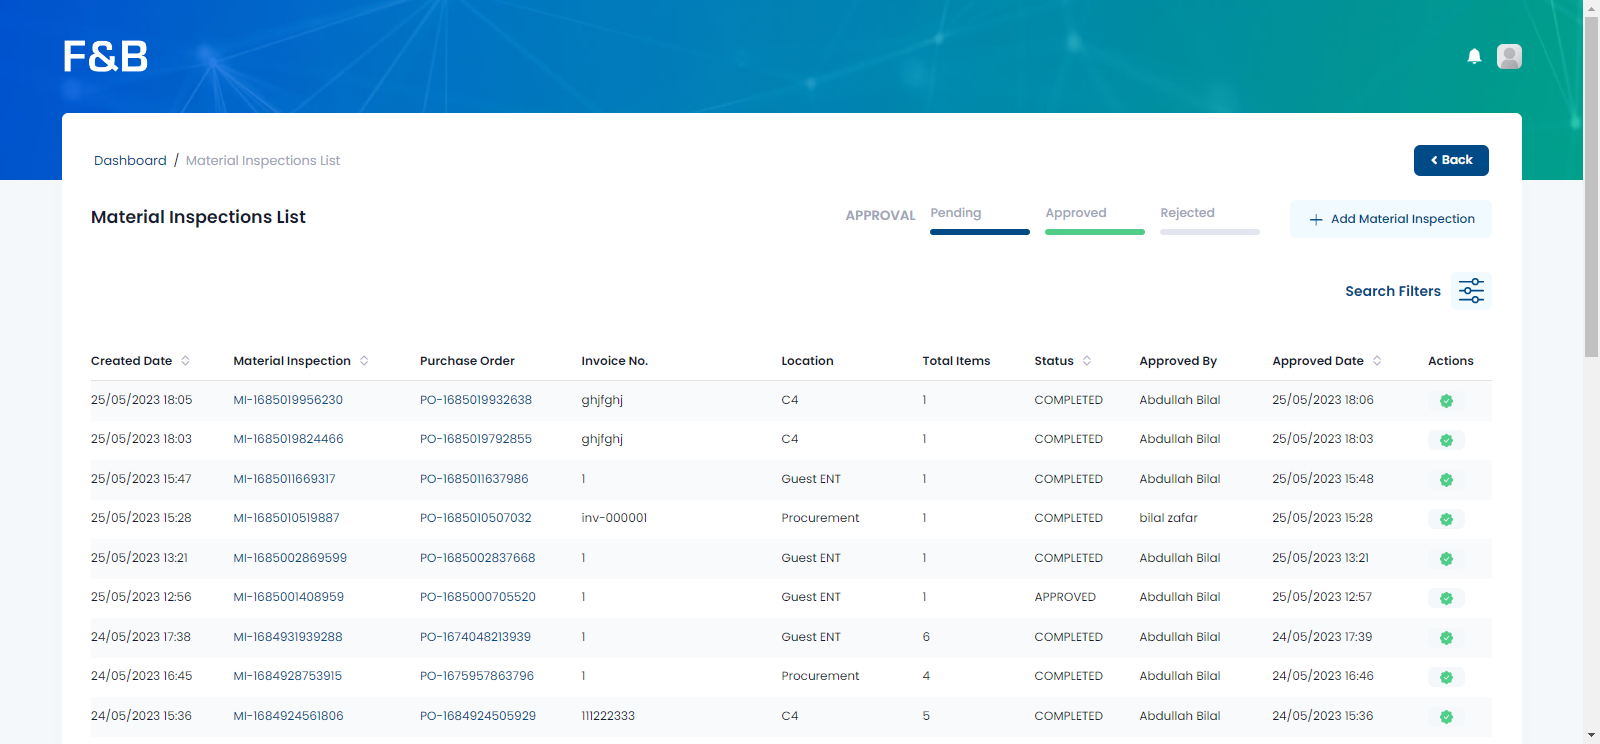 F&B
Dashboard / Material Inspections List
Back
Material Inspections List
APPROVAL Pending Approved Rejected
Add Material Inspection
Search Filters
Created Date Material Inspection Purchase Order Invoice No. Location Total Items Status Approved By Approved Date Actions
25/05/2023 18:05 MI-1685019956230 PO-1685019932638 ghjfghj C4 1 COMPLETED Abdullah Bilal 25/05/2023 18:06
25/05/2023 18:03 MI-1685019824466 PO-1685019792855 ghjfghj C4 1 COMPLETED Abdullah Bilal 25/05/2023 18:03
25/05/2023 15:47 MI-1685011669317 PO-1685011637986 1 Guest ENT 1 COMPLETED Abdullah Bilal 25/05/2023 15:48
25/05/2023 15:28 MI-1685010519887 PO-1685010507032 inv-000001 Procurement 1 COMPLETED bilal zafar 25/05/2023 15:28
25/05/2023 13:21 MI-1685002869599 PO-1685002837668 1 Guest ENT 1 COMPLETED Abdullah Bilal 25/05/2023 13:21
25/05/2023 12:56 MI-1685001408959 PO-1685000705520 1 Guest ENT 1 APPROVED Abdullah Bilal 25/05/2023 12:57
24/05/2023 17:38 MI-1684931939288 PO-1674048213939 1 Guest ENT 6 COMPLETED Abdullah Bilal 24/05/2023 17:39
24/05/2023 16:45 MI-1684928753915 PO-1675957863796 1 Procurement 4 COMPLETED Abdullah Bilal 24/05/2023 16:46
24/05/2023 15:36 MI-1684924561806 PO-1684924505929 111222333 C4 5 COMPLETED Abdullah Bilal 24/05/2023 15:36